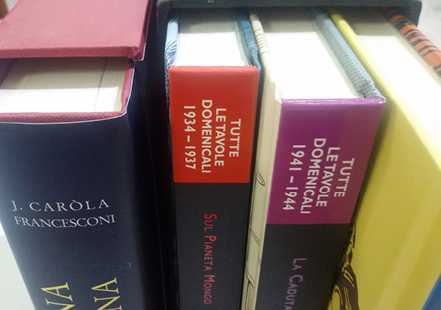 J. CARÒLA
FRANCESCONI
NNA
TUTTE
LE TAVOLE
DOMENICALI
1934–1937
SUL PIANETA MONGO
TUTTE
LE TAVOLE
DOMENICALI
1941–1944
LA CADUTA